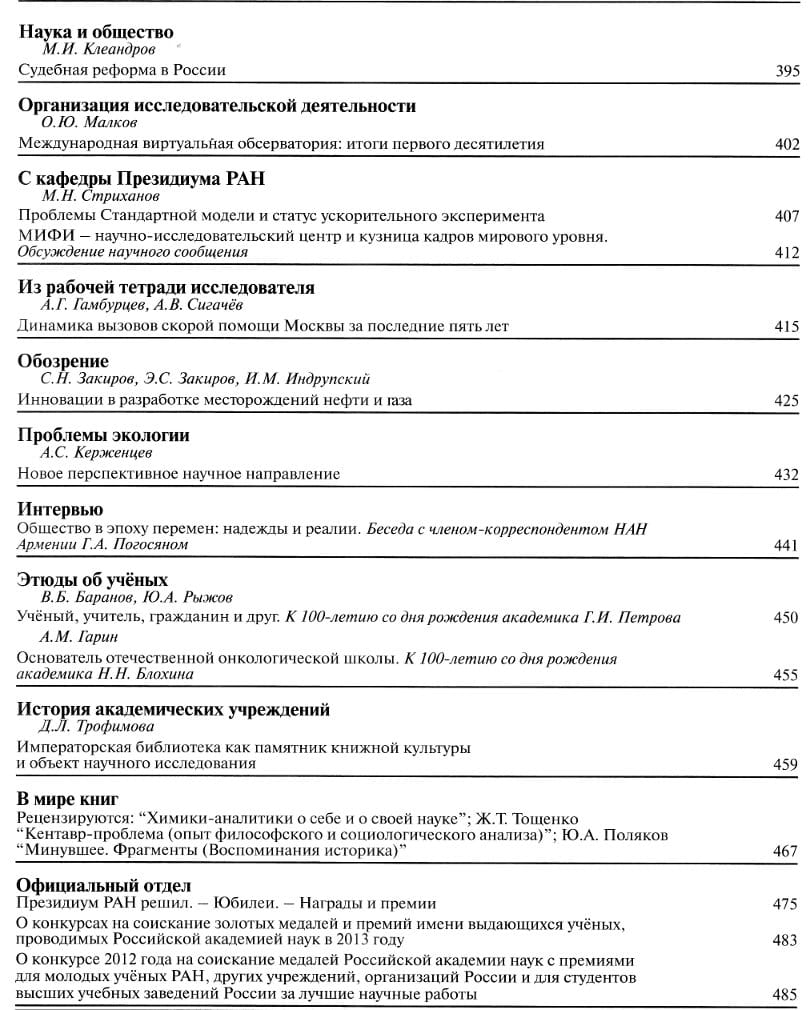 Наука и общество
М.И. Клеандров
Судебная реформа в России 395
Организация исследовательской деятельности
О.Ю. Малков
Международная виртуальная обсерватория: итоги первого десятилетия 402
С кафедры Президиума РАН
М.Н. Стриханов
Проблемы Стандартной модели и статус ускорительного эксперимента 407
МИФИ – научно-исследовательский центр и кузница кадров мирового уровня.
Обсуждение научного сообщения 412
Из рабочей тетради исследователя
А.Г. Гамбурцев, А.В. Сигачёв
Динамика вызовов скорой помощи Москвы за последние пять лет 415
Обозрение
С.Н. Закиров, Э.С. Закиров, И.М. Индрупский
Инновации в разработке месторождений нефти и газа 425
Проблемы экологии
А.С. Керженцев
Новое перспективное научное направление 432
Интервью
Общество в эпоху перемен: надежды и реалии. Беседа с членом-корреспондентом НАН
Армении Г.А. Погосяном 441
Этюды об учёных
В.Б. Баранов, Ю.А. Рыжов
Учёный, учитель, гражданин и друг. К 100-летию со дня рождения академика Г.И. Петрова 450
А.М. Гарин
Основатель отечественной онкологической школы. К 100-летию со дня рождения
академика Н.Н. Блохина 455
История академических учреждений
Д.Л. Трофимова
Императорская библиотека как памятник книжной культуры
и объект научного исследования 459
В мире книг
Рецензируются: “Химики-аналитики о себе и о своей науке”; Ж.Т. Тощенко
“Кентавр-проблема (опыт философского и социологического анализа)”; Ю.А. Поляков
“Минувшее. Фрагменты (Воспоминания историка)” 467
Официальный отдел
Президиум РАН решил. – Юбилеи. – Награды и премии 475
О конкурсах на соискание золотых медалей и премий имени выдающихся учёных,
проводимых Российской академией наук в 2013 году 483
О конкурсе 2012 года на соискание медалей Российской академии наук с премиями
для молодых учёных РАН, других учреждений, организаций России и для студентов
высших учебных заведений России за лучшие научные работы 485